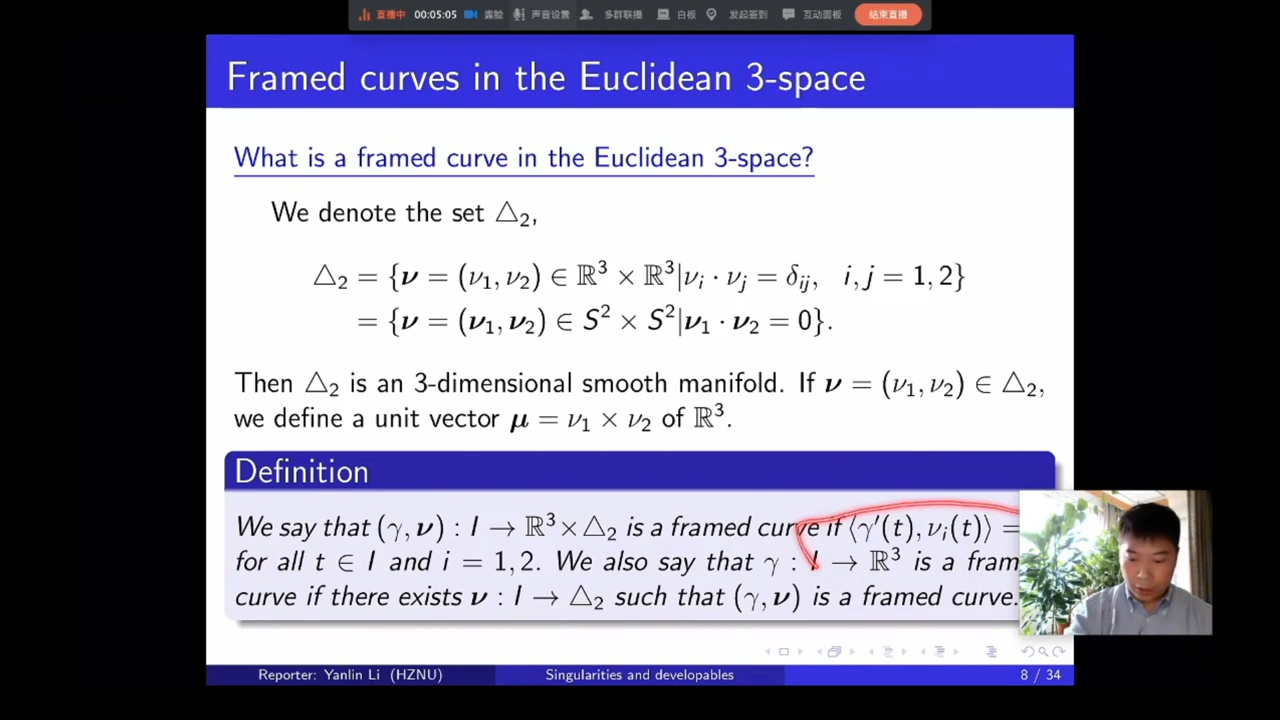 直播中 00:05:05 露脸 声音设置 多群联播 白板 发起签到 互动面板 结束直播
Framed curves in the Euclidean 3-space
What is a framed curve in the Euclidean 3-space?
We denote the set △₂,
△₂ = {𝝂 = (ν₁, ν₂) ∈ ℝ³ × ℝ³|νᵢ · νⱼ = δᵢⱼ, i, j = 1, 2}
= {𝝂 = (𝝂₁, 𝝂₂) ∈ S² × S²|𝝂₁ · 𝝂₂ = 0}.
Then △₂ is an 3-dimensional smooth manifold. If 𝝂 = (ν₁, ν₂) ∈ △₂,
we define a unit vector 𝝁 = ν₁ × ν₂ of ℝ³.
Definition
We say that (γ, 𝝂) : I → ℝ³×△₂ is a framed curve if ⟨γ′(t), νᵢ(t)⟩ =
for all t ∈ I and i = 1, 2. We also say that γ : I → ℝ³ is a fram
curve if there exists 𝝂 : I → △₂ such that (γ, 𝝂) is a framed curve.
Reporter: Yanlin Li (HZNU) Singularities and developables 8 / 34